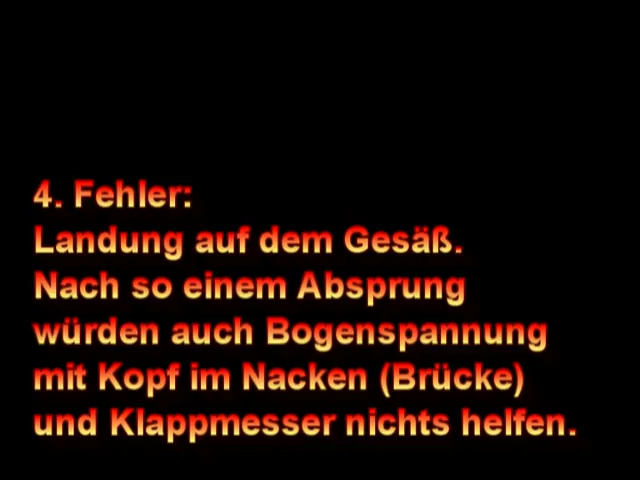 4. Fehler:
Landung auf dem Gesäß.
Nach so einem Absprung
würden auch Bogenspannung
mit Kopf im Nacken (Brücke)
und Klappmesser nichts helfen.